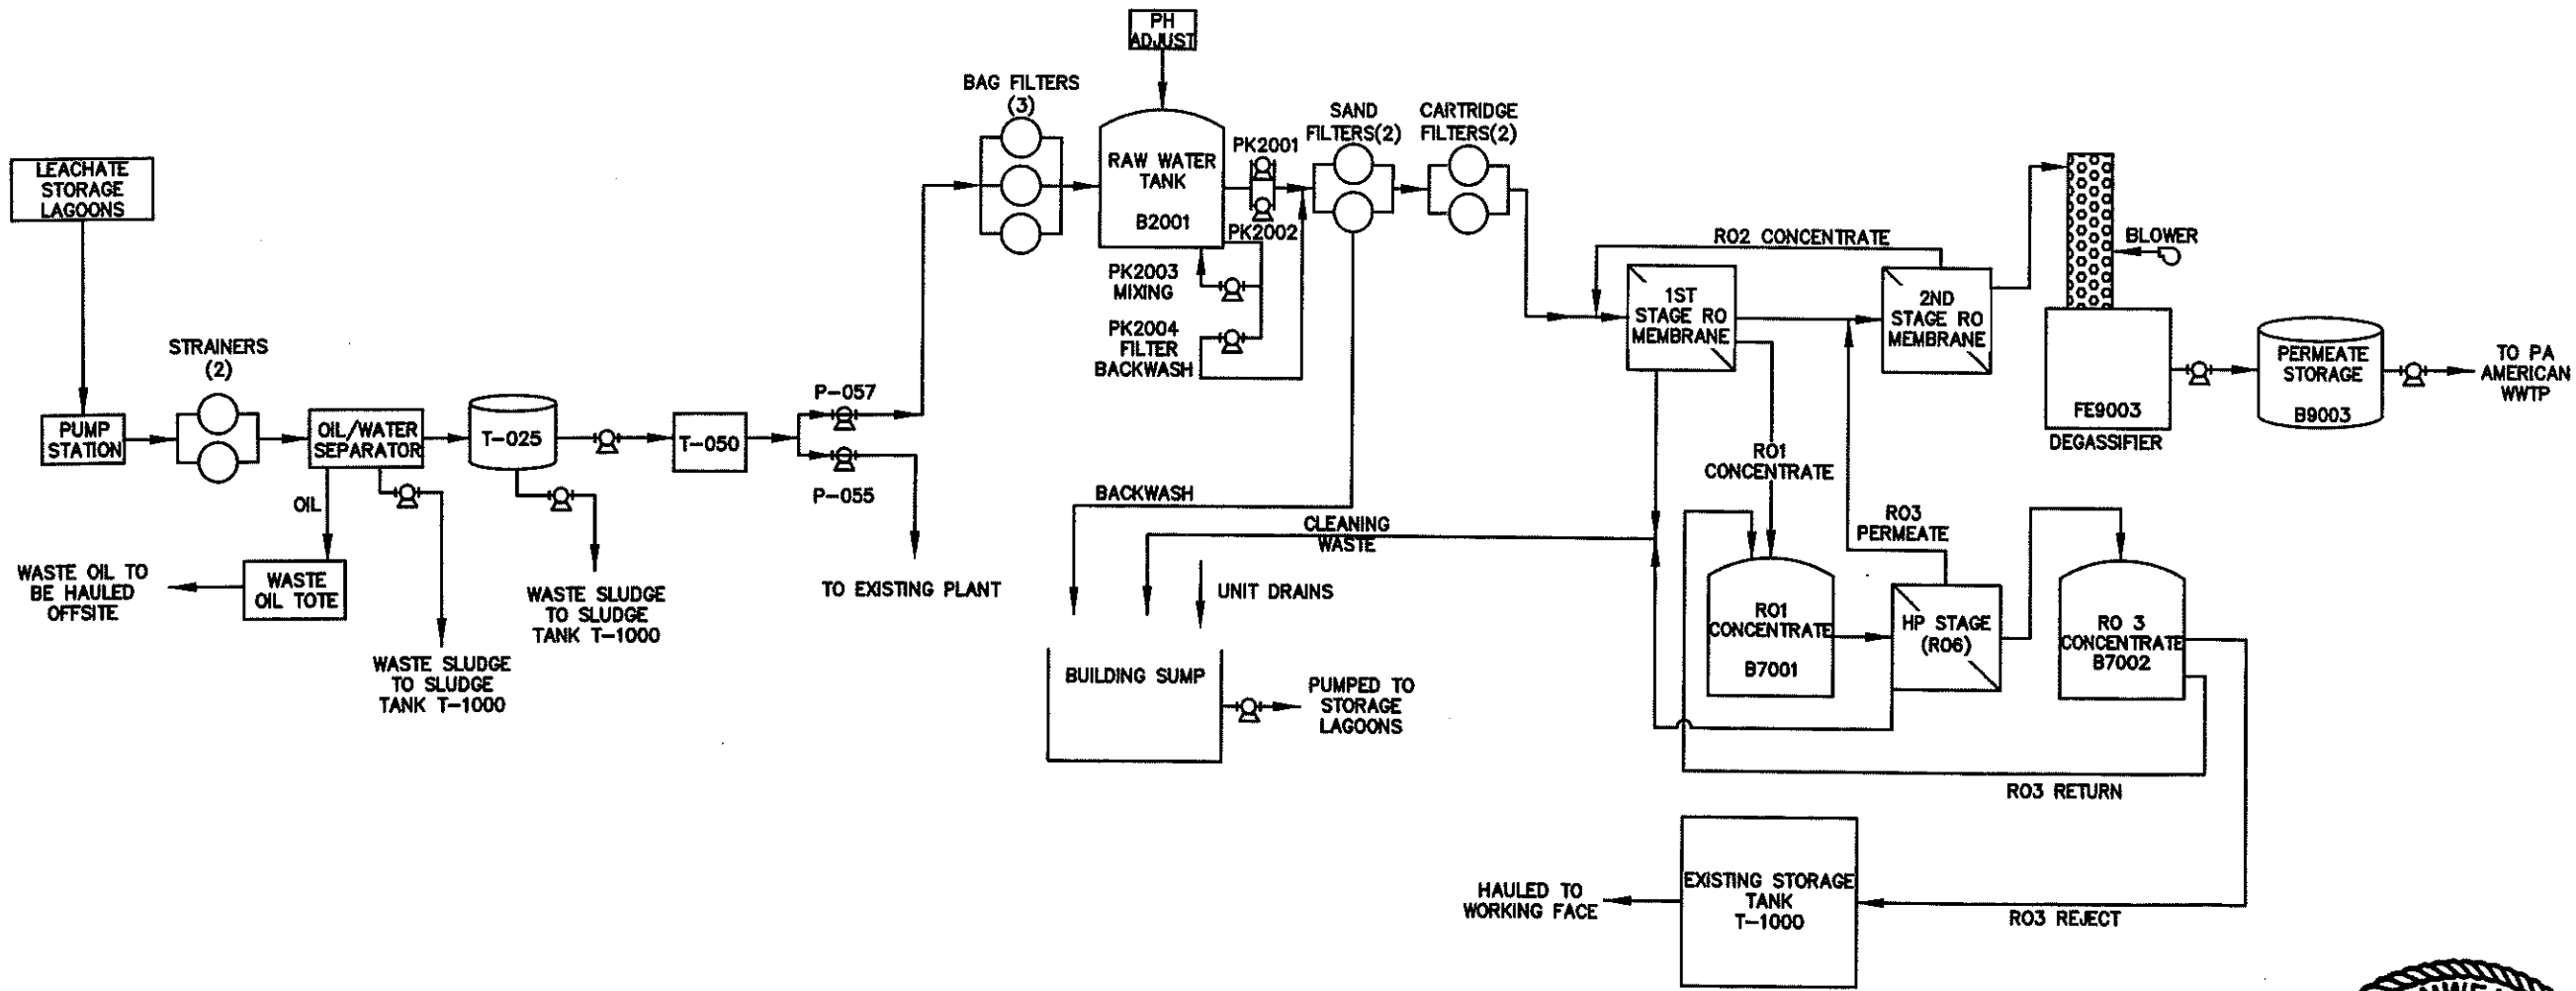 PH
ADJUST
BAG FILTERS
(3)
SAND
FILTERS(2)
CARTRIDGE
FILTERS(2)
LEACHATE
STORAGE
LAGOONS
RAW WATER
TANK
B2001
PK2001
PK2002
PK2003
MIXING
PK2004
FILTER
BACKWASH
RO2 CONCENTRATE
BLOWER
1ST
STAGE RO
MEMBRANE
2ND
STAGE RO
MEMBRANE
FE9003
DEGASSIFIER
PERMEATE
STORAGE
B9003
TO PA
AMERICAN
WWTP
STRAINERS
(2)
PUMP
STATION
OIL/WATER
SEPARATOR
T-025
T-050
P-057
P-055
OIL
WASTE OIL TO
BE HAULED
OFFSITE
WASTE
OIL TOTE
WASTE SLUDGE
TO SLUDGE
TANK T-1000
WASTE SLUDGE
TO SLUDGE
TANK T-1000
TO EXISTING PLANT
BACKWASH
CLEANING
WASTE
UNIT DRAINS
BUILDING SUMP
PUMPED TO
STORAGE
LAGOONS
RO1
CONCENTRATE
RO3
PERMEATE
RO1
CONCENTRATE
B7001
HP STAGE
(RO6)
RO 3
CONCENTRATE
B7002
RO3 RETURN
EXISTING STORAGE
TANK
T-1000
HAULED TO
WORKING FACE
RO3 REJECT